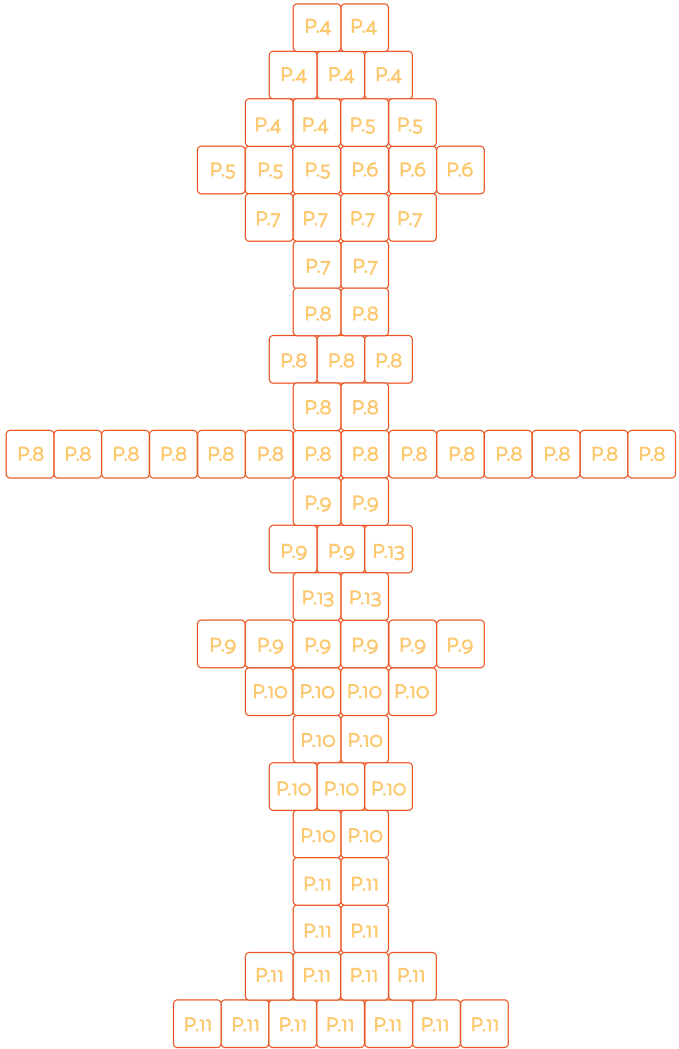 P.4 P.4
P.4 P.4 P.4
P.4 P.4 P.5 P.5
P.5 P.5 P.5 P.6 P.6 P.6
P.7 P.7 P.7 P.7
P.7 P.7
P.8 P.8
P.8 P.8 P.8
P.8 P.8
P.8 P.8 P.8 P.8 P.8 P.8 P.8 P.8 P.8 P.8 P.8 P.8 P.8 P.8
P.9 P.9
P.9 P.9 P.13
P.13 P.13
P.9 P.9 P.9 P.9 P.9 P.9
P.10 P.10 P.10 P.10
P.10 P.10
P.10 P.10 P.10
P.10 P.10
P.11 P.11
P.11 P.11
P.11 P.11 P.11 P.11
P.11 P.11 P.11 P.11 P.11 P.11 P.11